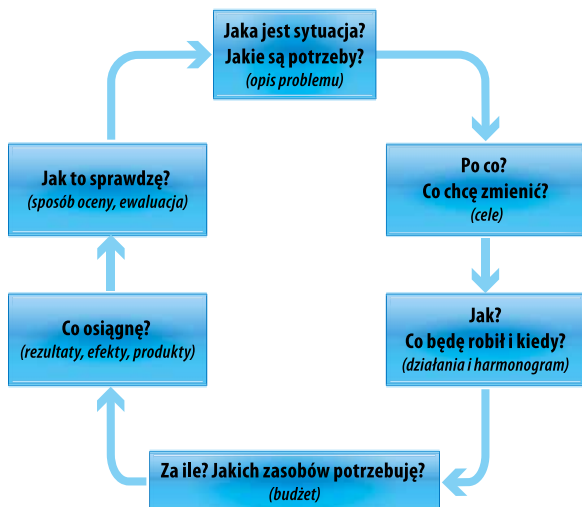 Jaka jest sytuacja?
Jakie są potrzeby?
(opis problemu)
Po co?
Co chcę zmienić?
(cele)
Jak?
Co będę robił i kiedy?
(działania i harmonogram)
Za ile? Jakich zasobów potrzebuję?
(budżet)
Co osiągnę?
(rezultaty, efekty, produkty)
Jak to sprawdzę?
(sposób oceny, ewaluacja)